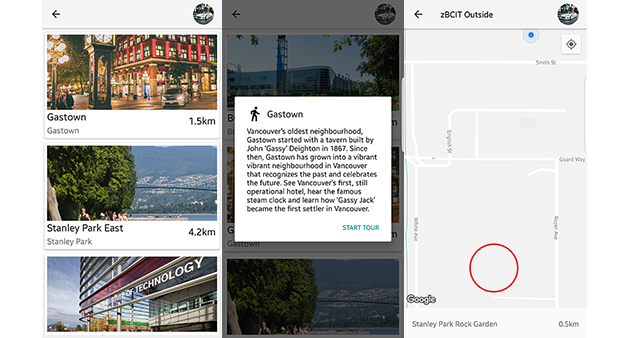 Gastown 1.5km
Gastown
Stanley Park East 4.2km
Stanley Park
OF TECHNOLOGY
Gastown
Vancouver's oldest neighbourhood,
Gastown started with a tavern built by
John 'Gassy' Deighton in 1867. Since
then, Gastown has grown into a vibrant
vibrant neighbourhood in Vancouver
that recognizes the past and celebrates
the future. See Vancouver's first, still
operational hotel, hear the famous
steam clock and learn how 'Gassy Jack'
became the first settler in Vancouver.
START TOUR
zBCIT Outside
Smith St
English St
Goard Way
White Ave
Roper Ave
Google
Stanley Park Rock Garden 0.5km